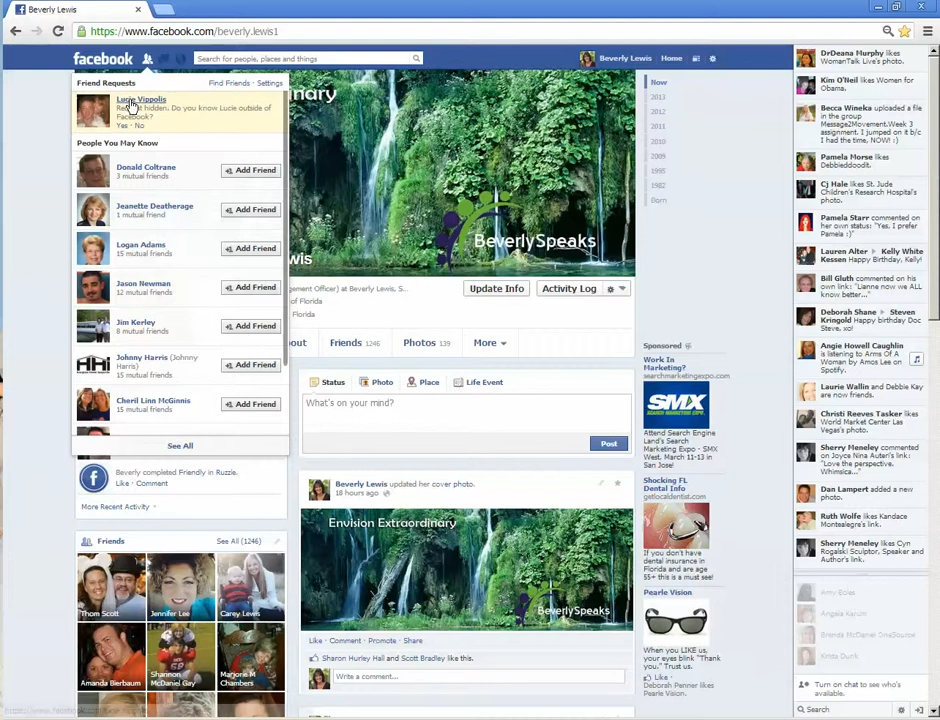 Beverly Lewis
https://www.facebook.com/beverly.lewis1
facebook
Search for people, places and things
Beverly Lewis
Home
Friend Requests
Find Friends · Settings
Lucie Vippolis
Request hidden. Do you know Lucie outside of
Facebook?
Yes · No
People You May Know
Donald Coltrane
3 mutual friends
Add Friend
Jeanette Deatherage
1 mutual friend
Add Friend
Logan Adams
15 mutual friends
Add Friend
Jason Newman
12 mutual friends
Add Friend
Jim Kerley
8 mutual friends
Add Friend
Johnny Harris (Johnny
Harris)
15 mutual friends
Add Friend
Cheril Linn McGinnis
15 mutual friends
Add Friend
See All
Beverly completed Friendly in Ruzzle.
Like · Comment
More Recent Activity
Friends
See All (1246)
Thom Scott
Jennifer Lee
Carey Lewis
Amanda Bierbaum
Shannon
McDaniel Gay
Marjorie M
Chambers
BeverlySpeaks
Update Info
Activity Log
Friends 1246
Photos 139
More
Status
Photo
Place
Life Event
What's on your mind?
Post
Beverly Lewis updated her cover photo.
18 hours ago
Envision Extraordinary
BeverlySpeaks
Like · Comment · Promote · Share
Sharon Hurley Hall and Scott Bradley like this.
Write a comment...
Now
2013
2012
2011
2010
2009
1995
1982
Born
Sponsored
Work In
Marketing?
searchmarketingexpo.com
SMX
Attend Search Engine
Land's Search
Marketing Expo - SMX
West. March 11-13 in
San Jose!
Shocking FL
Dental Info
getlocaldentist.com
If you don't have
dental insurance in
Florida and are age
55+ this is a must see!
Pearle Vision
When you LIKE us,
your eyes blink "Thank
you." Trust us.
Like ·
Deborah Penner likes
Pearle Vision.
DrDeana Murphy likes
WomanTalk Live's photo.
Kim O'Neil likes Women for
Obama.
Becca Wineka uploaded a
file in the group
Message2Movement.Week 3
assignment. I jumped on it b/c
I had the time, NOW! :)
Pamela Morse likes
Debbiedoodit.
Cj Hale likes St. Jude
Children's Research Hospital's
photo.
Pamela Starr commented on
her own status: "Yes. I prefer
Pamela :)"
Lauren Alter ▸ Kelly White
Kessen Happy Birthday, Kelly!
Bill Gluth commented on his
own link: "Lianne now we ALL
know better..."
Deborah Shane ▸ Steven
Kringold Happy birthday Doc
Steve, xo!
Angie Howard Caughlin
is listening to Arms Of A
Woman by Amos Lee on
Spotify.
Laurie Wallin and Debbie Kay
are now friends.
Christi Reeves Tasker likes
World Market Center Las
Vegas's photo.
Sherry Meneley commented
on Joyce Nina Autari's link:
"Love the perspective.
Whimsica..."
Dan Lampert added a new
photo.
Ruth Wolfe likes Kandace
Montealegre's link.
Sherry Meneley likes Cyn
Rogalski Sculptor, Speaker and
Author's link.
Amy Boles
Brenda McDaniel OneSource
Turn on chat to see who's
available.
Search